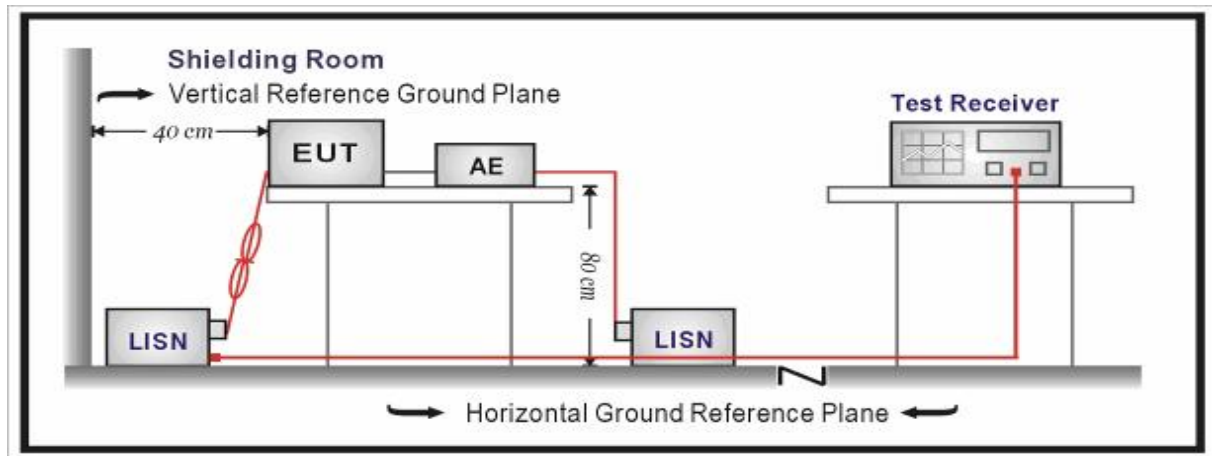 Shielding Room
Vertical Reference Ground Plane
40 cm
EUT
AE
Test Receiver
80 cm
LISN
LISN
Horizontal Ground Reference Plane